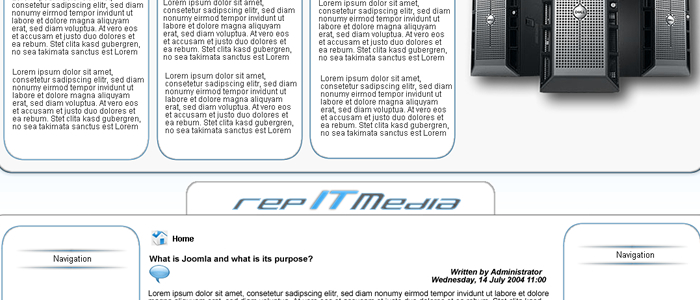 consetetur sadipscing elitr, sed diam
nonumy eirmod tempor invidunt ut
labore et dolore magna aliquyam
erat, sed diam voluptua. At vero eos
et accusam et justo duo dolores et
ea rebum. Stet clita kasd gubergren,
no sea takimata sanctus est Lorem
Lorem ipsum dolor sit amet,
consetetur sadipscing elitr, sed diam
nonumy eirmod tempor invidunt ut
labore et dolore magna aliquyam
erat, sed diam voluptua. At vero eos
et accusam et justo duo dolores et
ea rebum. Stet clita kasd gubergren,
no sea takimata sanctus est Lorem
Lorem ipsum dolor sit amet,
consetetur sadipscing elitr, sed diam
nonumy eirmod tempor invidunt ut
labore et dolore magna aliquyam
erat, sed diam voluptua. At vero eos
et accusam et justo duo dolores et
ea rebum. Stet clita kasd gubergren,
no sea takimata sanctus est Lorem
Lorem ipsum dolor sit amet,
consetetur sadipscing elitr, sed diam
nonumy eirmod tempor invidunt ut
labore et dolore magna aliquyam
erat, sed diam voluptua. At vero eos
et accusam et justo duo dolores et
ea rebum. Stet clita kasd gubergren,
no sea takimata sanctus est Lorem
consetetur sadipscing elitr, sed diam
nonumy eirmod tempor invidunt ut
labore et dolore magna aliquyam
erat, sed diam voluptua. At vero eos
et accusam et justo duo dolores et
ea rebum. Stet clita kasd gubergren,
no sea takimata sanctus est Lorem
Lorem ipsum dolor sit amet,
consetetur sadipscing elitr, sed diam
nonumy eirmod tempor invidunt ut
labore et dolore magna aliquyam
erat, sed diam voluptua. At vero eos
et accusam et justo duo dolores et
ea rebum. Stet clita kasd gubergren,
no sea takimata sanctus est Lorem
rep IT Media
Navigation
Home
What is Joomla and what is its purpose?
Written by Administrator
Wednesday, 14 July 2004 11:00
Lorem ipsum dolor sit amet, consetetur sadipscing elitr, sed diam nonumy eirmod tempor invidunt ut
Navigation